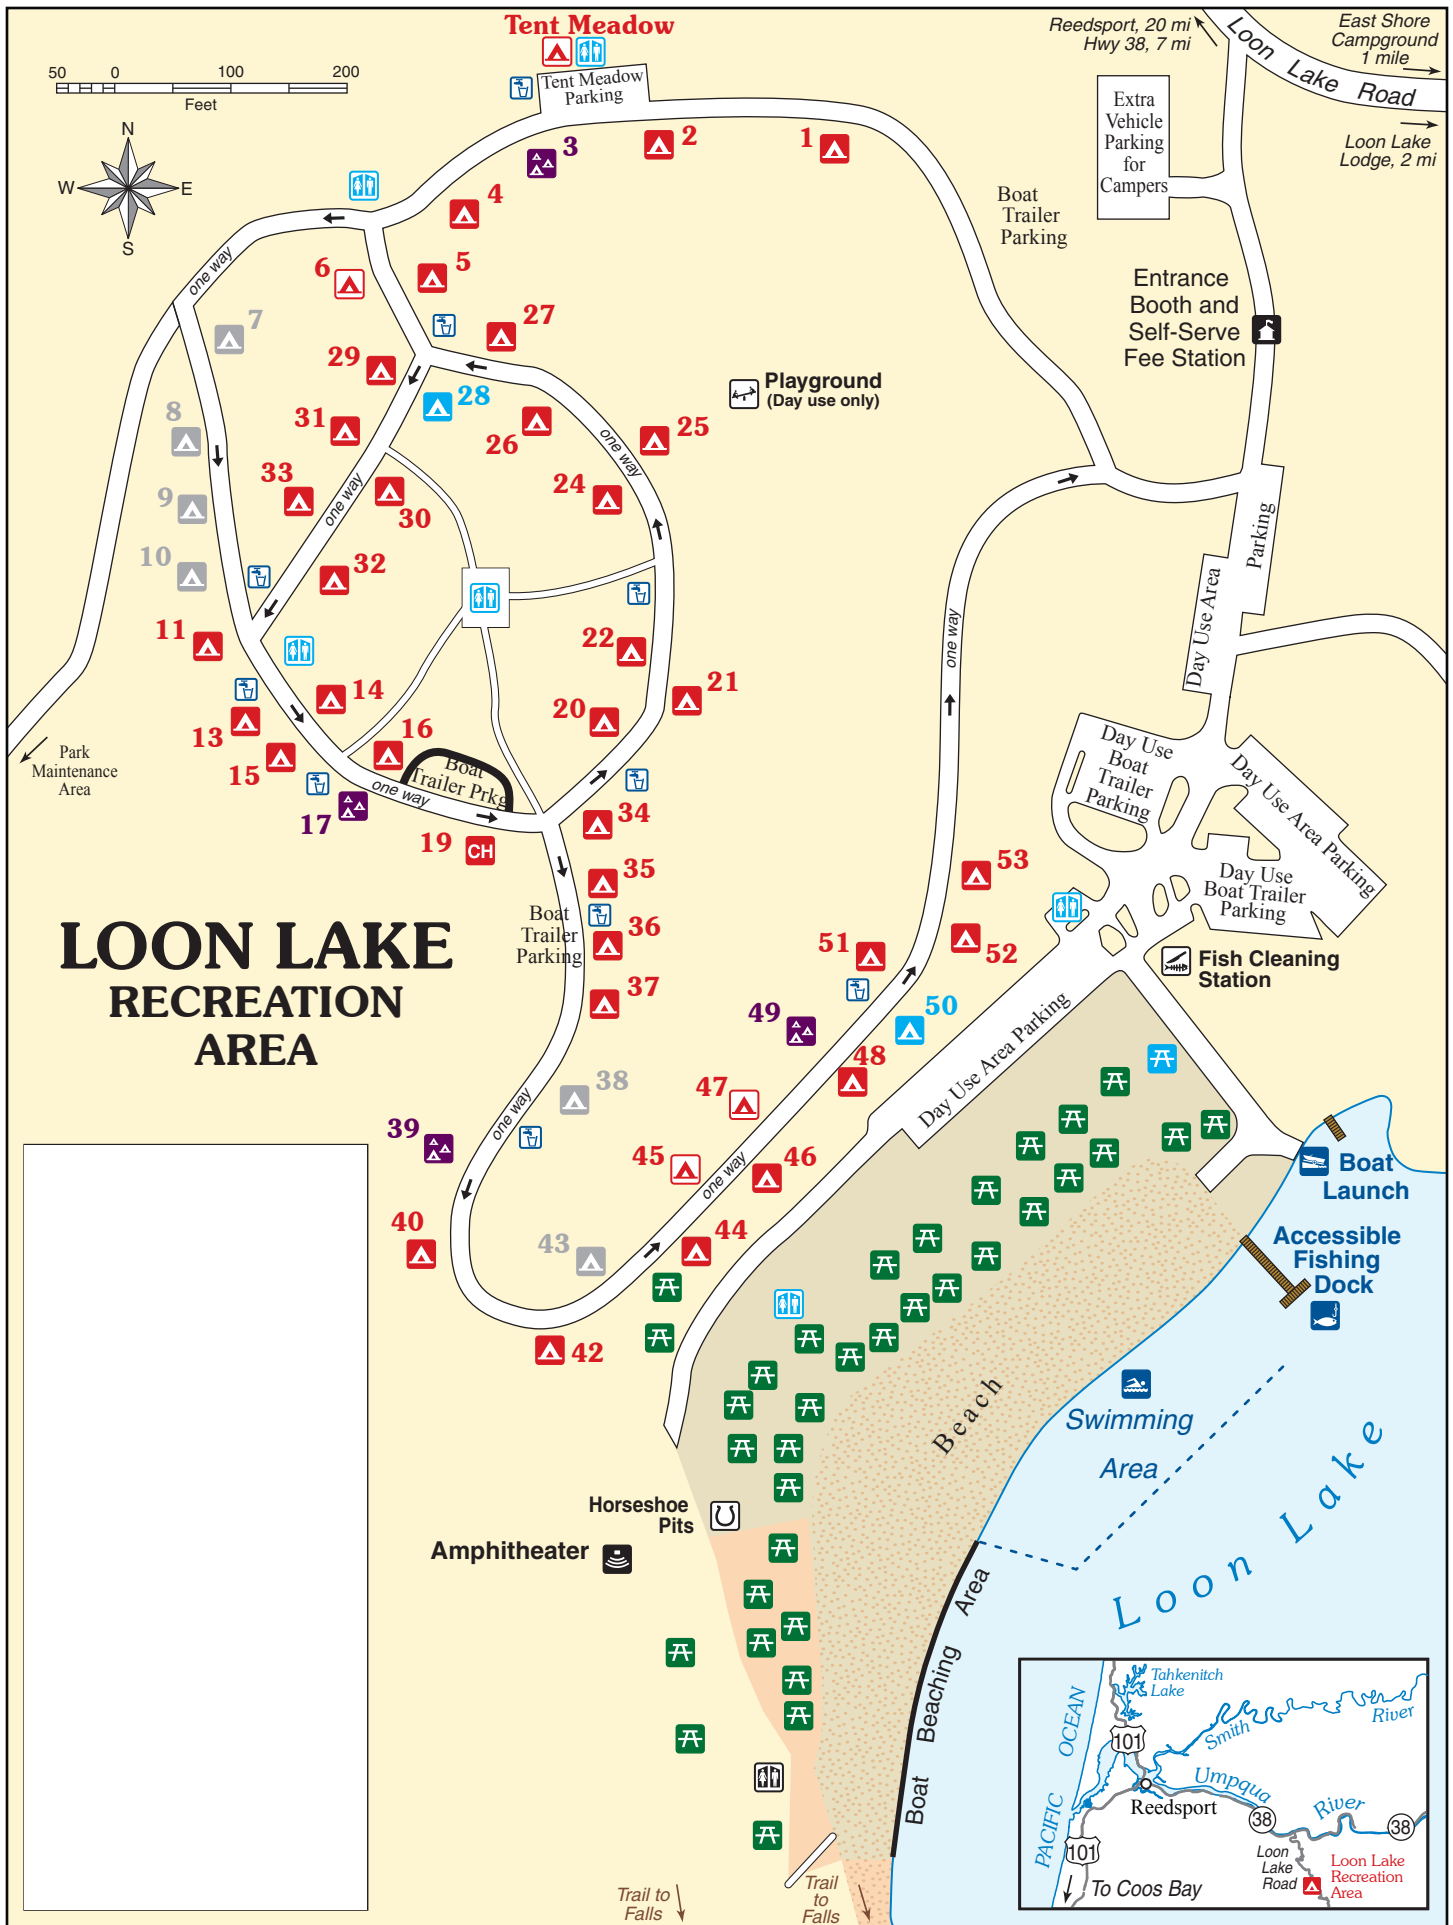 Tent Meadow
Tent Meadow
Parking
50 0 100 200
Feet
N
W E
S
Reedsport, 20 mi
Hwy 38, 7 mi
Loon Lake Road
East Shore
Campground
1 mile
Loon Lake
Lodge, 2 mi
Extra
Vehicle
Parking
for
Campers
Boat
Trailer
Parking
Entrance
Booth and
Self-Serve
Fee Station
1
2
3
4
5
6
7
8
9
10
11
13
14
15
16
17
19
CH
20
21
22
24
25
26
27
28
29
30
31
32
33
34
35
36
37
38
39
40
42
43
44
45
46
47
48
49
50
51
52
53
one way
one way
one way
one way
one way
one way
one way
one way
Playground
(Day use only)
Park
Maintenance
Area
Boat
Trailer Prkg
Boat
Trailer
Parking
Parking
Day Use Area
Day Use
Boat
Trailer
Parking
Day Use Area Parking
Day Use
Boat Trailer
Parking
Day Use Area Parking
Fish Cleaning
Station
LOON LAKE
RECREATION
AREA
Boat
Launch
Accessible
Fishing
Dock
Swimming
Area
Beach
Loon Lake
Horseshoe
Pits
Amphitheater
Boat Beaching Area
Trail to
Falls
Trail
to
Falls
Tahkenitch
Lake
PACIFIC OCEAN
101
Smith River
Umpqua River
Reedsport
38
38
101
Loon
Lake
Road
Loon Lake
Recreation
Area
To Coos Bay